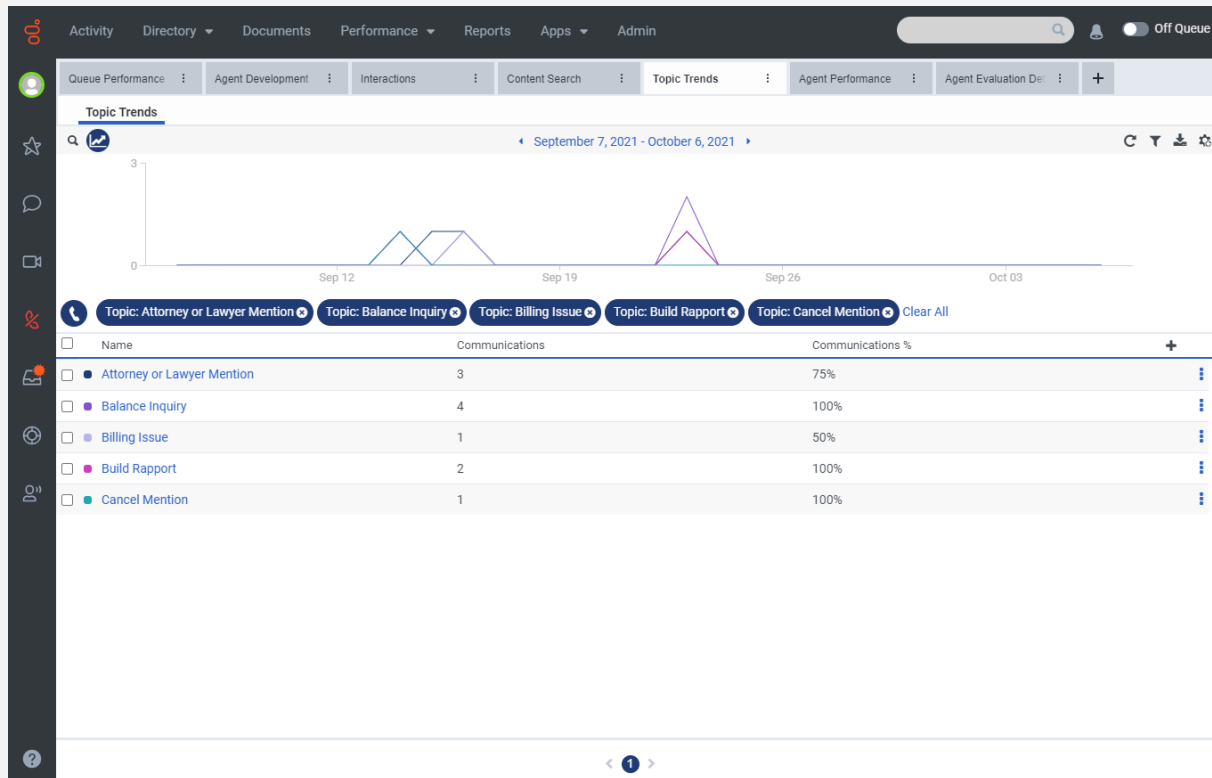 Activity Directory Documents Performance Reports Apps Admin Off Queue
Queue Performance Agent Development Interactions Content Search Topic Trends Agent Performance Agent Evaluation Det +
Topic Trends
September 7, 2021 - October 6, 2021
3
0
Sep 12 Sep 19 Sep 26 Oct 03
Topic: Attorney or Lawyer Mention Topic: Balance Inquiry Topic: Billing Issue Topic: Build Rapport Topic: Cancel Mention Clear All
Name Communications Communications % +
Attorney or Lawyer Mention 3 75%
Balance Inquiry 4 100%
Billing Issue 1 50%
Build Rapport 2 100%
Cancel Mention 1 100%
< 1 >